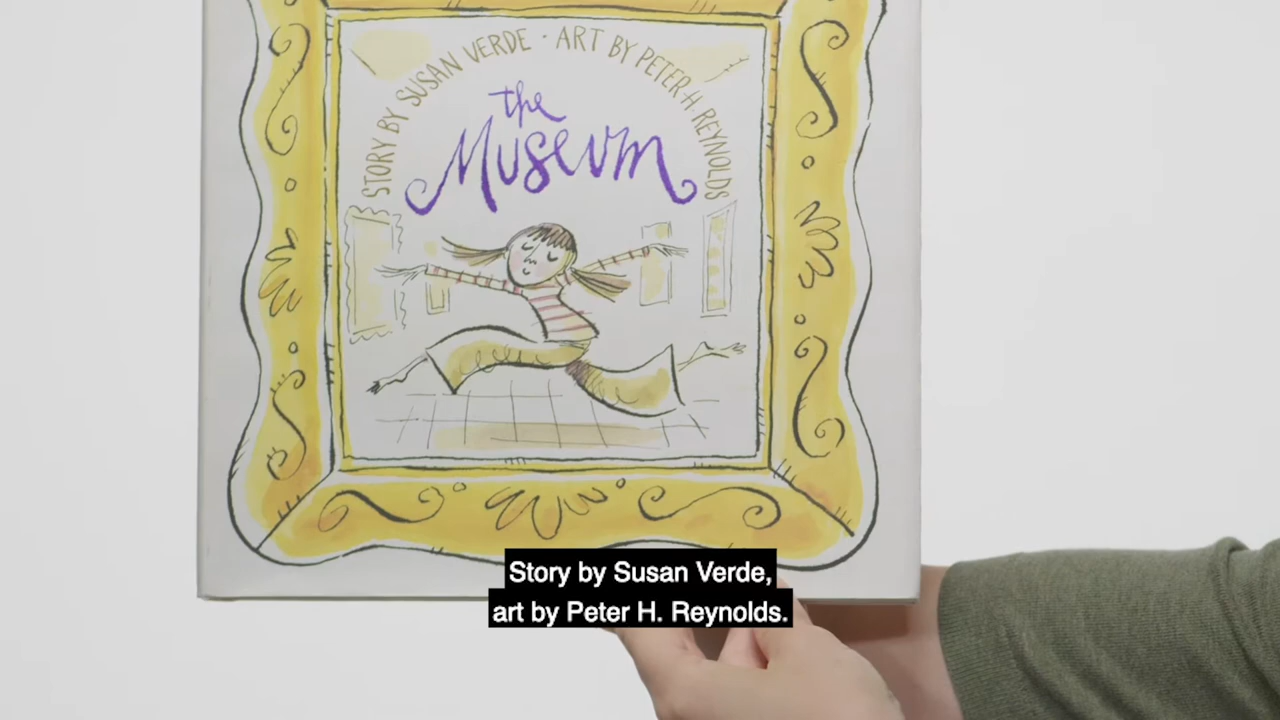 STORY BY SUSAN VERDE · ART BY PETER H. REYNOLDS
the
Museum
Story by Susan Verde,
art by Peter H. Reynolds.